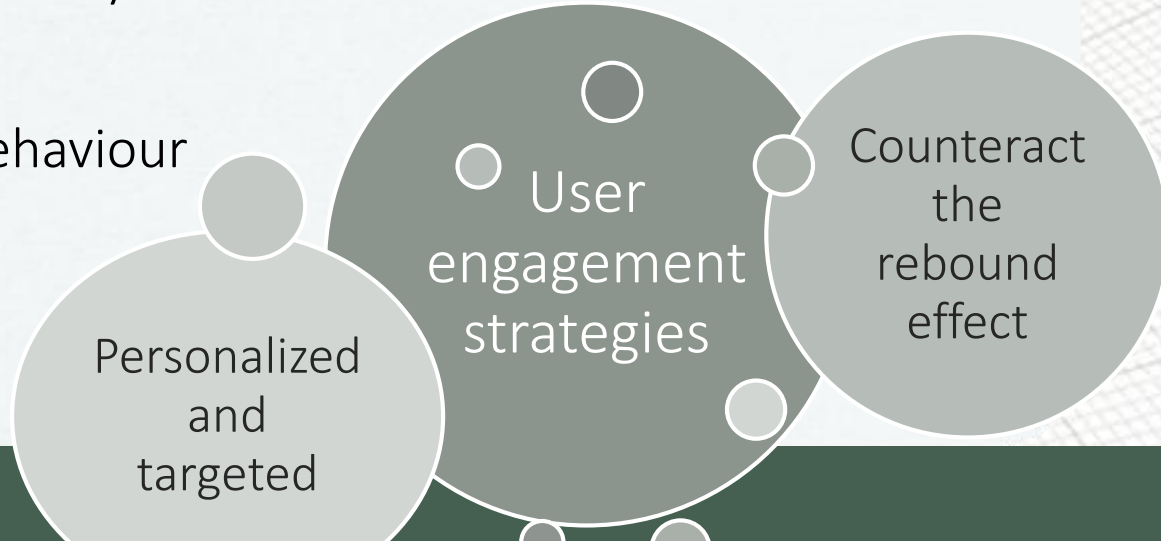 ehaviour
User
engagement
strategies
Counteract
the
rebound
effect
Personalized
and
targeted